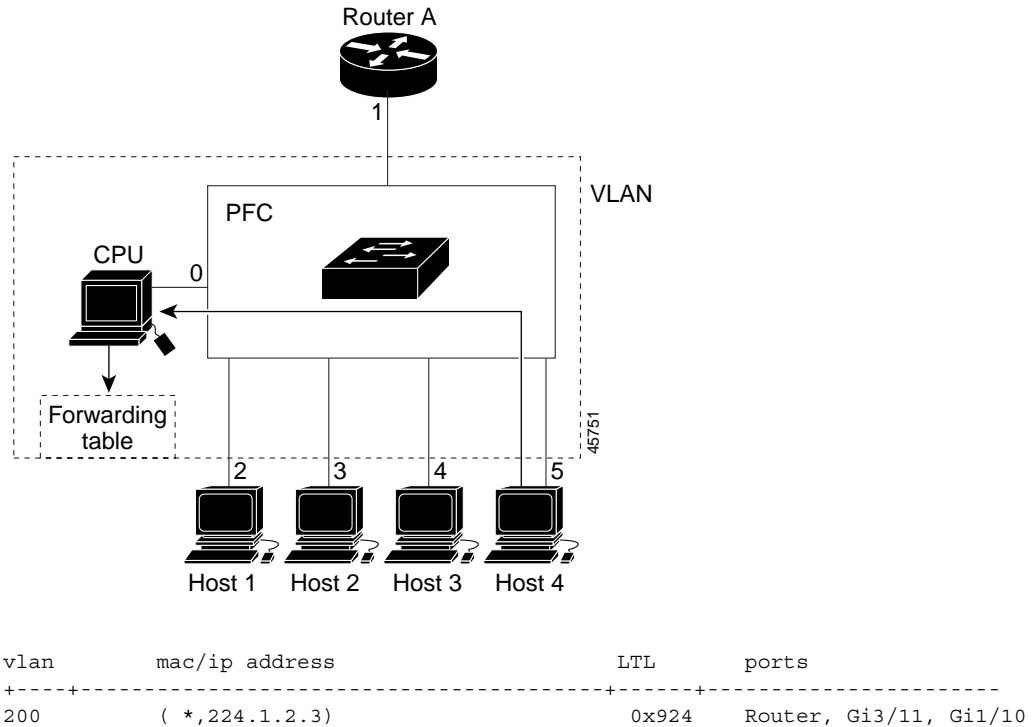 Router A
1
VLAN
PFC
CPU
0
Forwarding
table
45751
2 3 4 5
Host 1 Host 2 Host 3 Host 4
vlan mac/ip address LTL ports
+----+-----------------------------------------+------+-----------------------
200 ( *,224.1.2.3) 0x924 Router, Gi3/11, Gi1/10